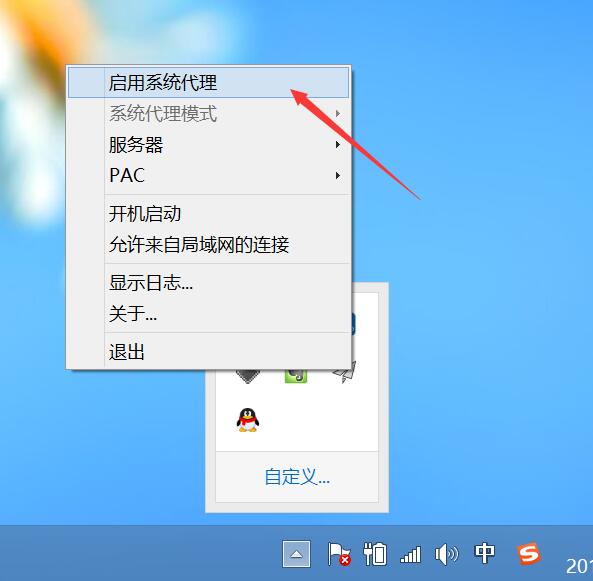 启用系统代理
系统代理模式
服务器
PAC
开机启动
允许来自局域网的连接
显示日志...
关于...
退出
自定义...
中
S
201